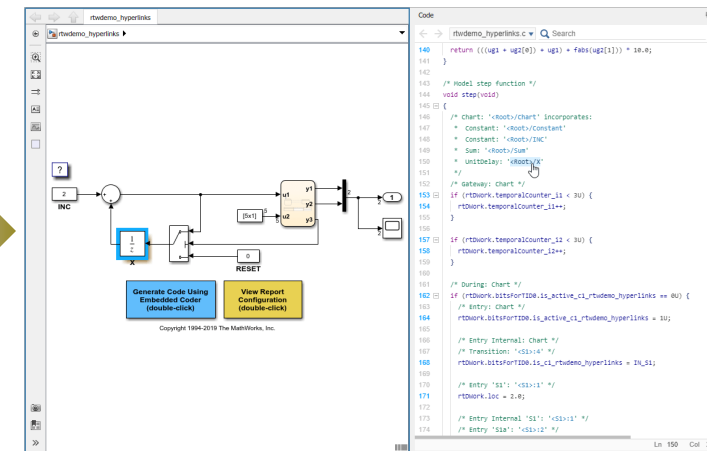 rtwdemo_hyperlinks
rtwdemo_hyperlinks
?
2
INC
1
z
X
[5x1]
5
5
u1
u2
y1
y2
y3
2
2
1
2
0
RESET
Generate Code Using
Embedded Coder
(double-click)
View Report
Configuration
(double-click)
Copyright 1994-2019 The MathWorks, Inc.
Code
rtwdemo_hyperlinks.c Search
140 return (((ug1 + ug2[0]) + ug1) + fabs(ug2[1])) * 10.0;
141 }
142
143 /* Model step function */
144 void step(void)
145 {
146 /* Chart: '<Root>/Chart' incorporates:
147 * Constant: '<Root>/Constant'
148 * Constant: '<Root>/INC'
149 * Sum: '<Root>/Sum'
150 * UnitDelay: '<Root>/X'
151 */
152 /* Gateway: Chart */
153 if (rtDWork.temporalCounter_i1 < 3U) {
154 rtDWork.temporalCounter_i1++;
155 }
156
157 if (rtDWork.temporalCounter_i2 < 3U) {
158 rtDWork.temporalCounter_i2++;
159 }
160
161 /* During: Chart */
162 if (rtDWork.bitsForTID0.is_active_c1_rtwdemo_hyperlinks == 0U) {
163 /* Entry: Chart */
164 rtDWork.bitsForTID0.is_active_c1_rtwdemo_hyperlinks = 1U;
165
166 /* Entry Internal: Chart */
167 /* Transition: '<S1>:4' */
168 rtDWork.bitsForTID0.is_c1_rtwdemo_hyperlinks = IN_S1;
169
170 /* Entry 'S1': '<S1>:1' */
171 rtDWork.loc = 2.0;
172
173 /* Entry Internal 'S1': '<S1>:1' */
174 /* Entry 'S1a': '<S1>:2' */
Ln 150 Col